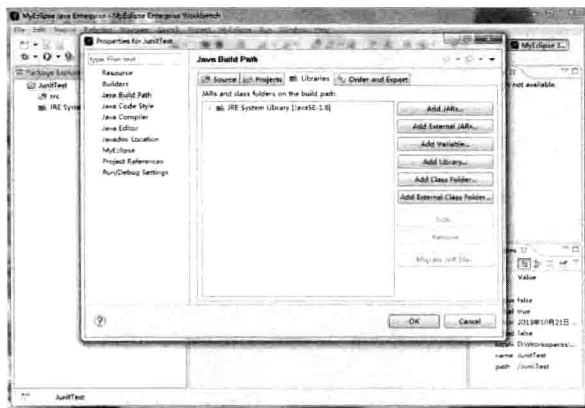 MyEclipse Java Enterprise - MyEclipse Enterprise Workbench
Properties for JunitTest
MyEclipse J...
type filter text
Java Build Path
Resource
Builders
Java Build Path
Java Code Style
Java Compiler
Java Editor
Javadoc Location
MyEclipse
Project References
Run/Debug Settings
Package Explorer
JunitTest
src
JRE System
Source
Projects
Libraries
Order and Export
JARs and class folders on the build path:
JRE System Library [JavaSE-1.6]
Add JARs...
Add External JARs...
Add Variable...
Add Library...
Add Class Folder...
Add External Class Folder...
Edit...
Remove
Migrate JAR File...
not available.
Value
false
true
2013年10月21日 ...
false
D:\Workspaces\...
name JunitTest
path /JunitTest
OK
Cancel
JunitTest